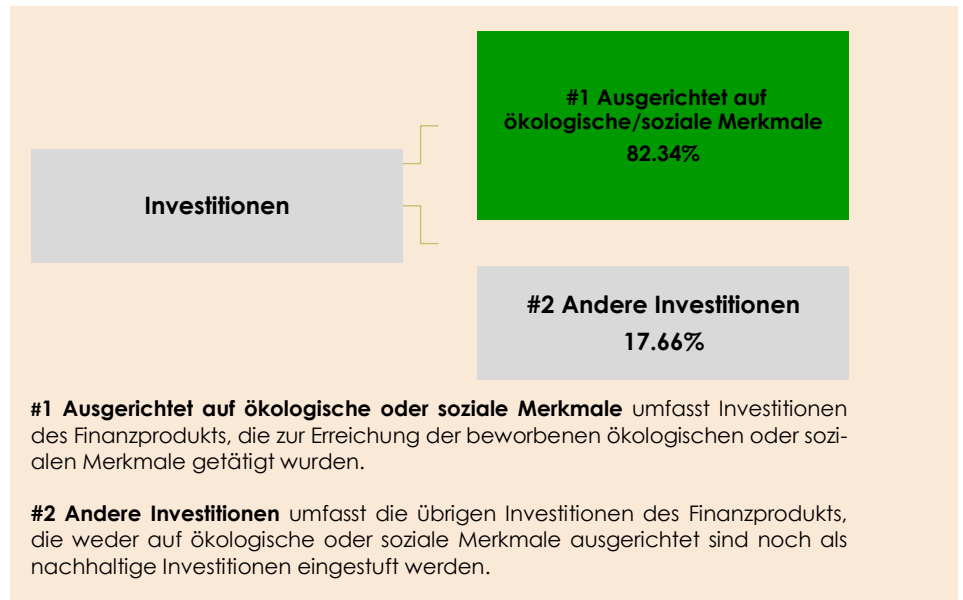 #1 Ausgerichtet auf
ökologische/soziale Merkmale
82.34%
Investitionen
#2 Andere Investitionen
17.66%
#1 Ausgerichtet auf ökologische oder soziale Merkmale umfasst Investitionen
des Finanzprodukts, die zur Erreichung der beworbenen ökologischen oder sozi-
alen Merkmale getätigt wurden.
#2 Andere Investitionen umfasst die übrigen Investitionen des Finanzprodukts,
die weder auf ökologische oder soziale Merkmale ausgerichtet sind noch als
nachhaltige Investitionen eingestuft werden.